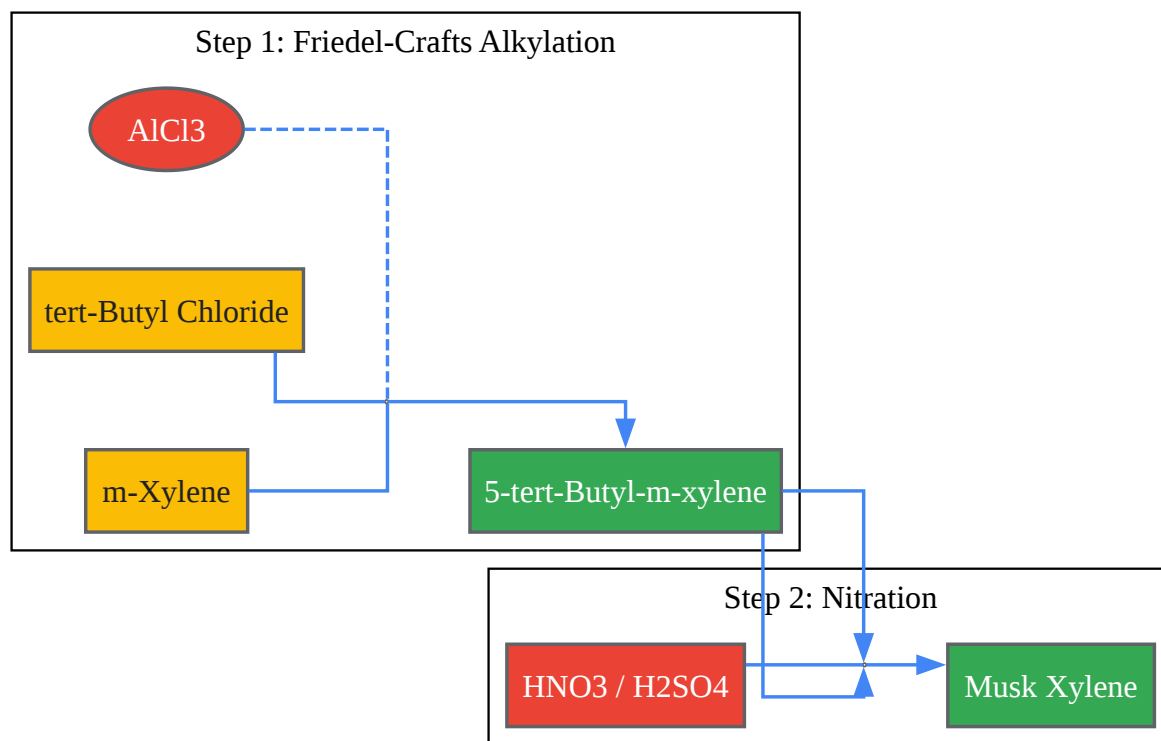 Step 1: Friedel-Crafts Alkylation
AlCl3
tert-Butyl Chloride
m-Xylene
5-tert-Butyl-m-xylene
Step 2: Nitration
HNO3 / H2SO4
Musk Xylene